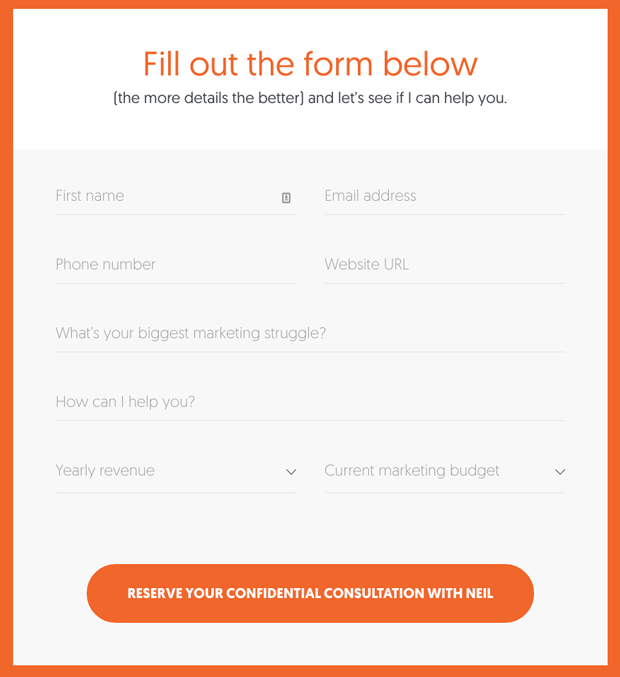 Fill out the form below
(the more details the better) and let's see if I can help you.
First name
Email address
Phone number
Website URL
What's your biggest marketing struggle?
How can I help you?
Yearly revenue
Current marketing budget
RESERVE YOUR CONFIDENTIAL CONSULTATION WITH NEIL